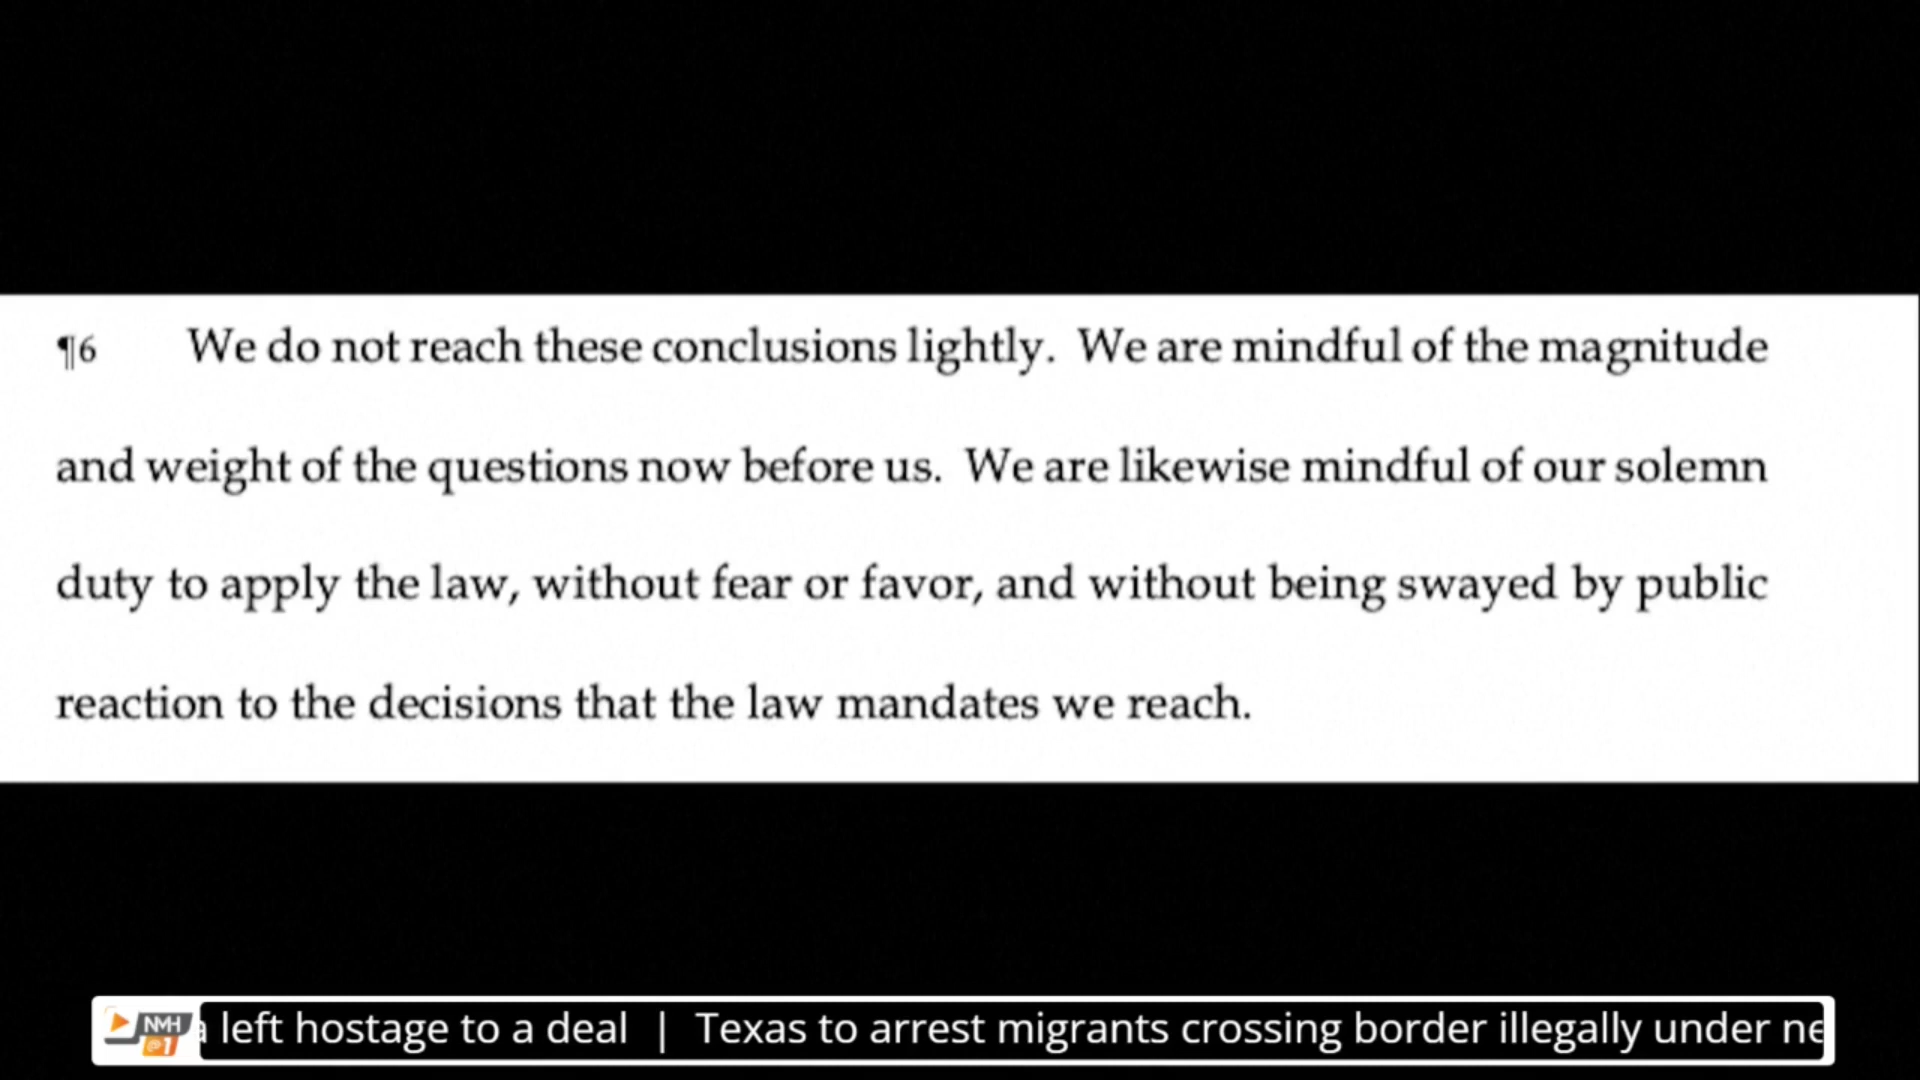 ¶6 We do not reach these conclusions lightly. We are mindful of the magnitude
and weight of the questions now before us. We are likewise mindful of our solemn
duty to apply the law, without fear or favor, and without being swayed by public
reaction to the decisions that the law mandates we reach.
NMH
@1
a left hostage to a deal | Texas to arrest migrants crossing border illegally under ne